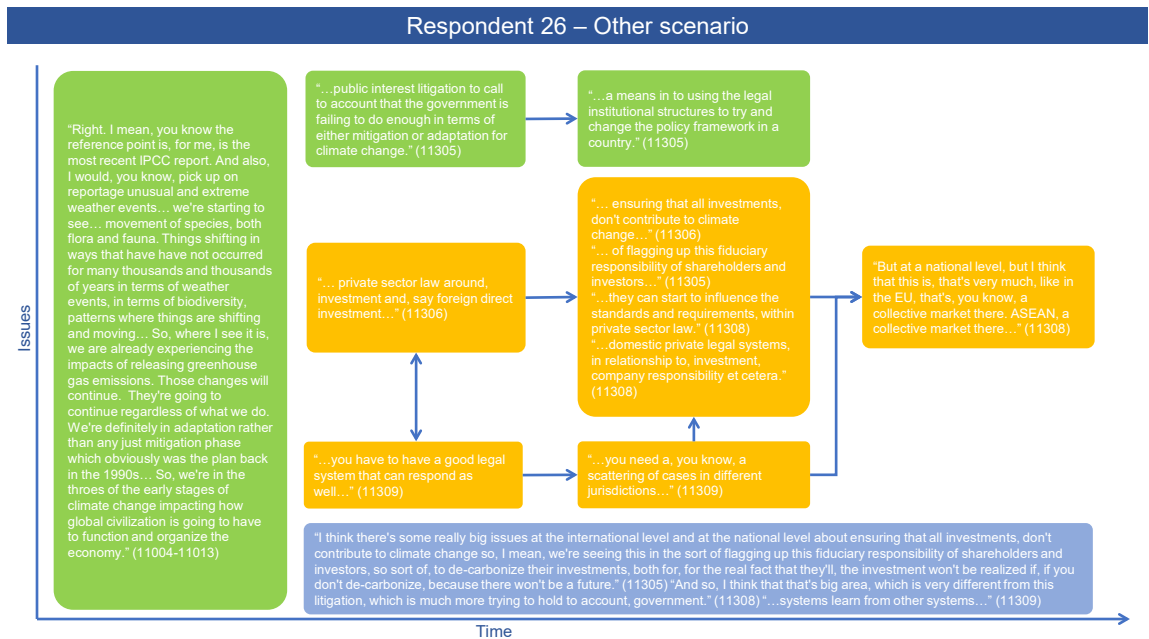 Respondent 26 – Other scenario
Issues
“Right. I mean, you know the
reference point is, for me, is the
most recent IPCC report. And also,
I would, you know, pick up on
reportage unusual and extreme
weather events… we're starting to
see… movement of species, both
flora and fauna. Things shifting in
ways that have have not occurred
for many thousands and thousands
of years in terms of weather
events, in terms of biodiversity,
patterns where things are shifting
and moving… So, where I see it is,
we are already experiencing the
impacts of releasing greenhouse
gas emissions. Those changes will
continue.  They're going to
continue regardless of what we do.
We're definitely in adaptation rather
than any just mitigation phase
which obviously was the plan back
in the 1990s… So, we're in the
throes of the early stages of
climate change impacting how
global civilization is going to have
to function and organize the
economy.” (11004-11013)
“…public interest litigation to call
to account that the government is
failing to do enough in terms of
either mitigation or adaptation for
climate change.” (11305)
“…a means in to using the legal
institutional structures to try and
change the policy framework in a
country.” (11305)
“… private sector law around,
investment and, say foreign direct
investment…” (11306)
“… ensuring that all investments,
don't contribute to climate
change…” (11306)
“… of flagging up this fiduciary
responsibility of shareholders and
investors…” (11305)
“…they can start to influence the
standards and requirements, within
private sector law.” (11308)
“…domestic private legal systems,
in relationship to, investment,
company responsibility et cetera.”
(11308)
“But at a national level, but I think
that this is, that's very much, like in
the EU, that's, you know, a
collective market there. ASEAN, a
collective market there…” (11308)
“…you have to have a good legal
system that can respond as
well…” (11309)
“…you need a, you know, a
scattering of cases in different
jurisdictions…” (11309)
“I think there's some really big issues at the international level and at the national level about ensuring that all investments, don't
contribute to climate change so, I mean, we're seeing this in the sort of flagging up this fiduciary responsibility of shareholders and
investors, so sort of, to de-carbonize their investments, both for, for the real fact that they'll, the investment won't be realized if, if you
don't de-carbonize, because there won't be a future.” (11305) “And so, I think that that's big area, which is very different from this
litigation, which is much more trying to hold to account, government.” (11308) “…systems learn from other systems…” (11309)
Time